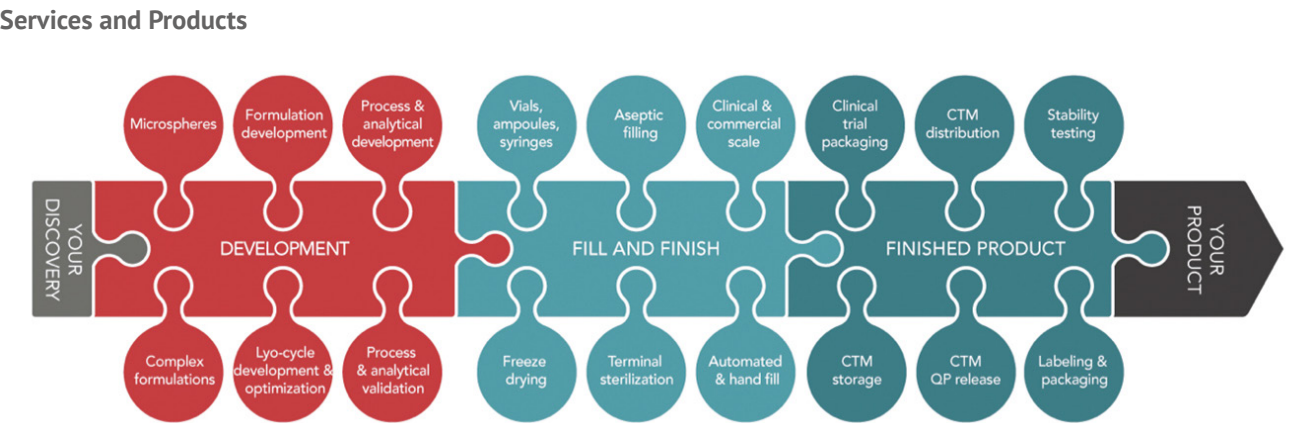 Services and Products
Microspheres
Formulation
development
Process &
analytical
development
Vials,
ampoules,
syringes
Aseptic
filling
Clinical &
commercial
scale
Clinical
trial
packaging
CTM
distribution
Stability
testing
YOUR
DISCOVERY
DEVELOPMENT
FILL AND FINISH
FINISHED PRODUCT
YOUR
PRODUCT
Complex
formulations
Lyo-cycle
development &
optimization
Process
& analytical
validation
Freeze
drying
Terminal
sterilization
Automated
& hand fill
CTM
storage
CTM
QP release
Labeling &
packaging